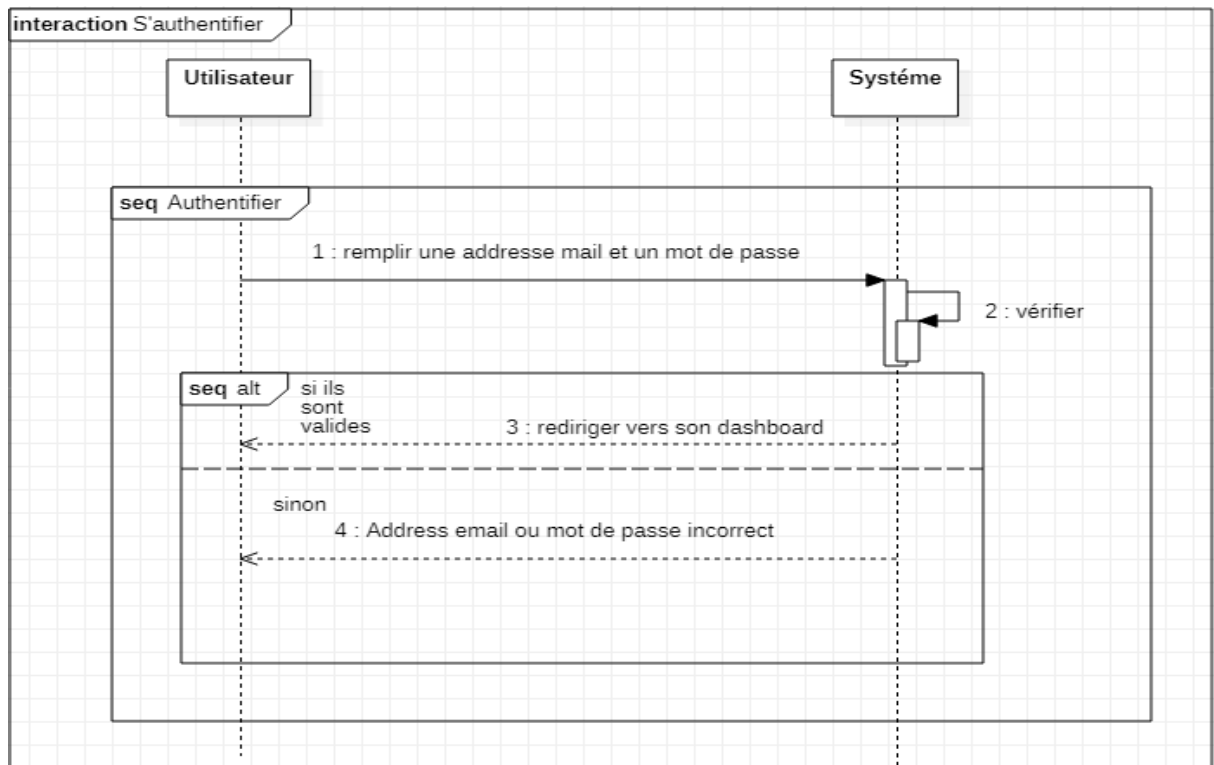 interaction S'authentifier
Utilisateur
Systéme
seq Authentifier
1 : remplir une addresse mail et un mot de passe
2 : vérifier
seq alt
si ils
sont
valides
3 : rediriger vers son dashboard
sinon
4 : Address email ou mot de passe incorrect